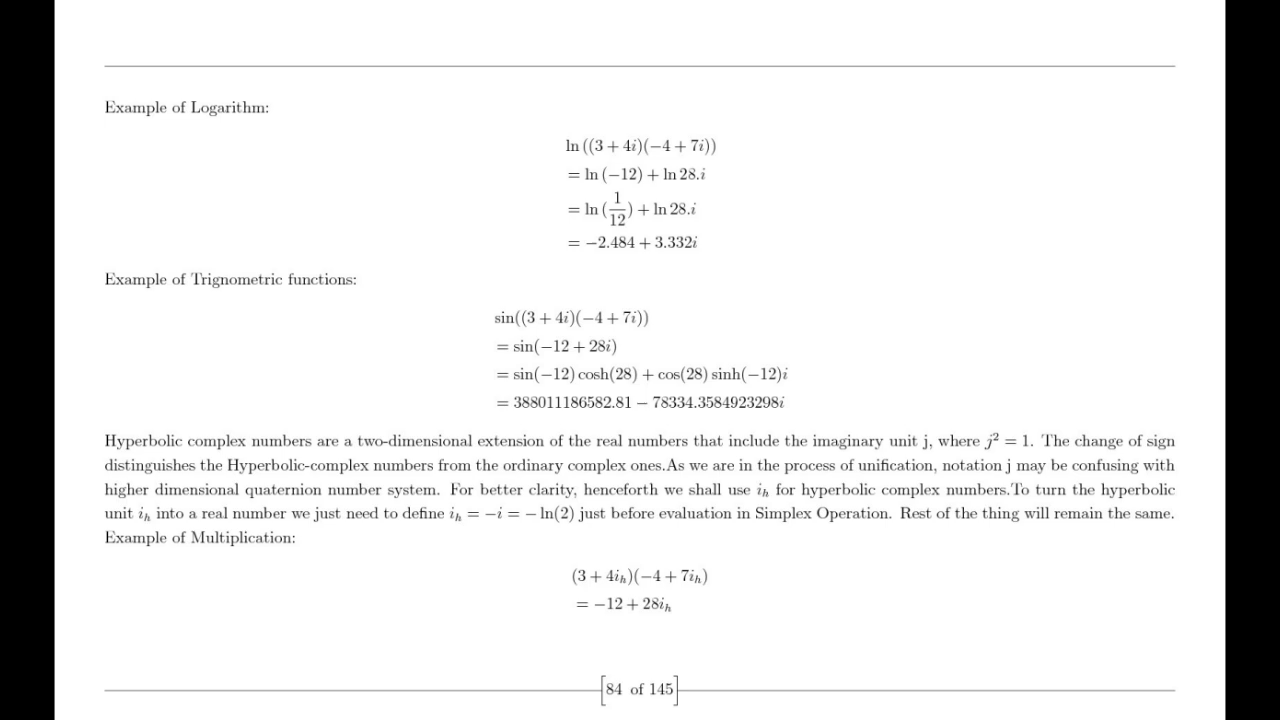 Example of Logarithm:
ln ((3 + 4i)(−4 + 7i))
= ln (−12) + ln 28.i
= ln (1/12) + ln 28.i
= −2.484 + 3.332i
Example of Trignometric functions:
sin((3 + 4i)(−4 + 7i))
= sin(−12 + 28i)
= sin(−12) cosh(28) + cos(28) sinh(−12)i
= 388011186582.81 − 78334.3584923298i
Hyperbolic complex numbers are a two-dimensional extension of the real numbers that include the imaginary unit j, where j² = 1. The change of sign
distinguishes the Hyperbolic-complex numbers from the ordinary complex ones.As we are in the process of unification, notation j may be confusing with
higher dimensional quaternion number system. For better clarity, henceforth we shall use iₕ for hyperbolic complex numbers.To turn the hyperbolic
unit iₕ into a real number we just need to define iₕ = −i = − ln(2) just before evaluation in Simplex Operation. Rest of the thing will remain the same.
Example of Multiplication:
(3 + 4iₕ)(−4 + 7iₕ)
= −12 + 28iₕ
[84 of 145]